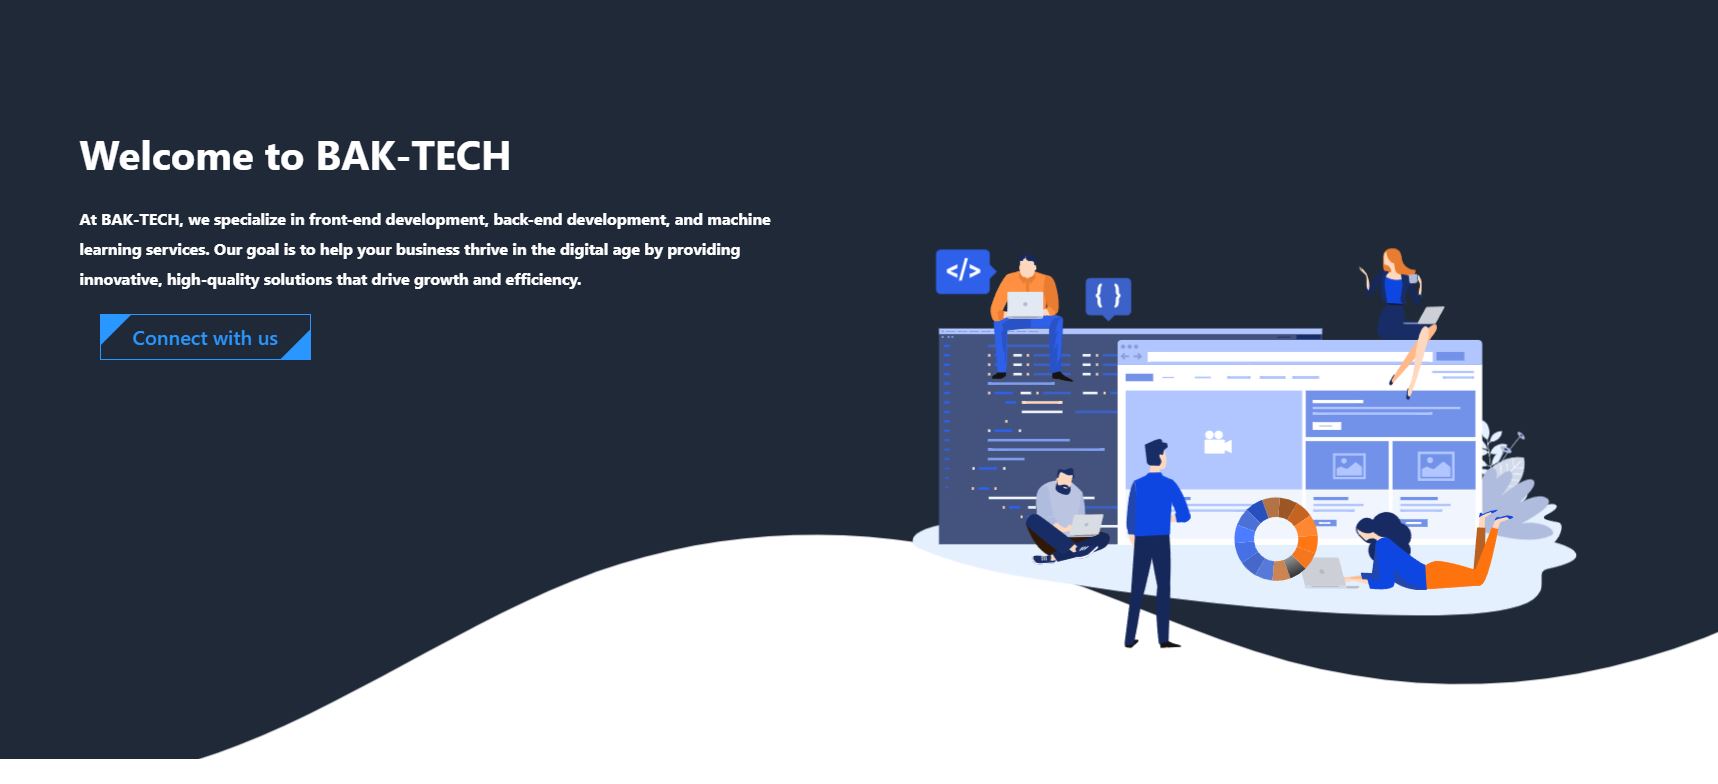 Welcome to BAK-TECH
At BAK-TECH, we specialize in front-end development, back-end development, and machine
learning services. Our goal is to help your business thrive in the digital age by providing
innovative, high-quality solutions that drive growth and efficiency.
Connect with us
</>
{ }